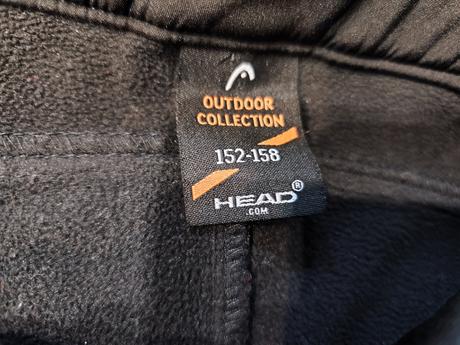 OUTDOOR
COLLECTION
152-158
HEAD®
.COM